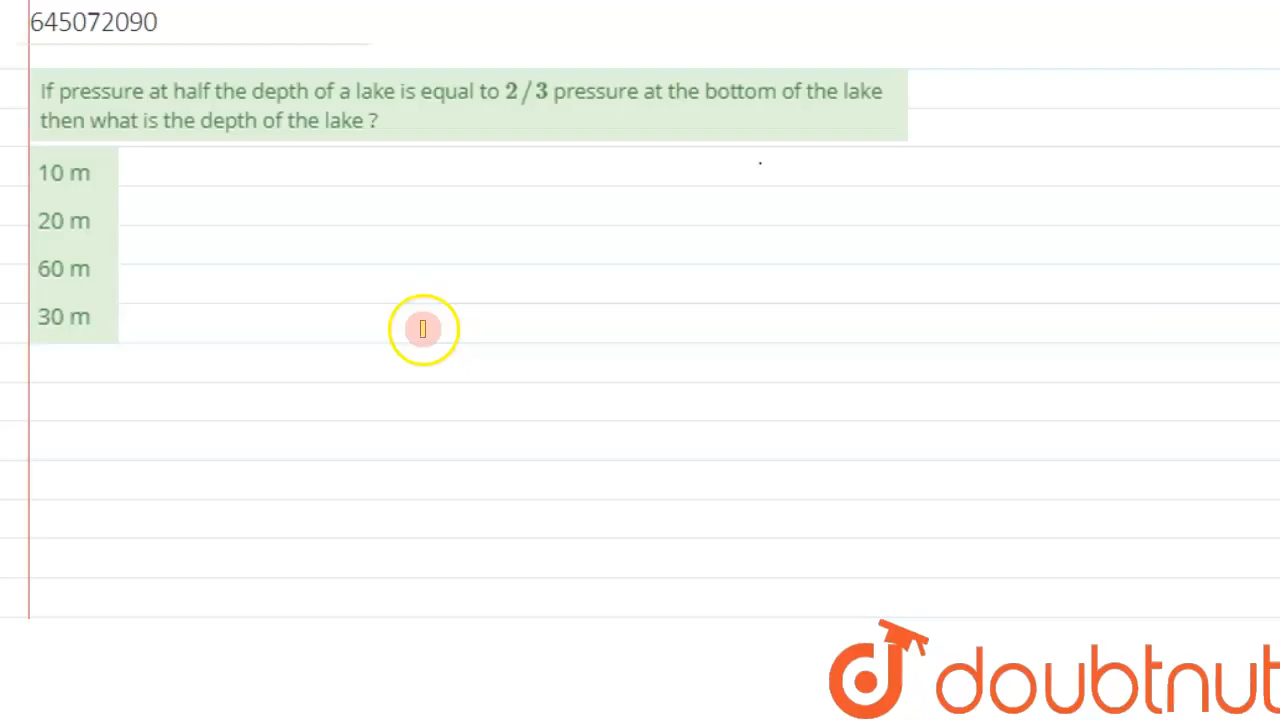 645072090
If pressure at half the depth of a lake is equal to 2/3 pressure at the bottom of the lake
then what is the depth of the lake ?
10 m
20 m
60 m
30 m
doubtnut